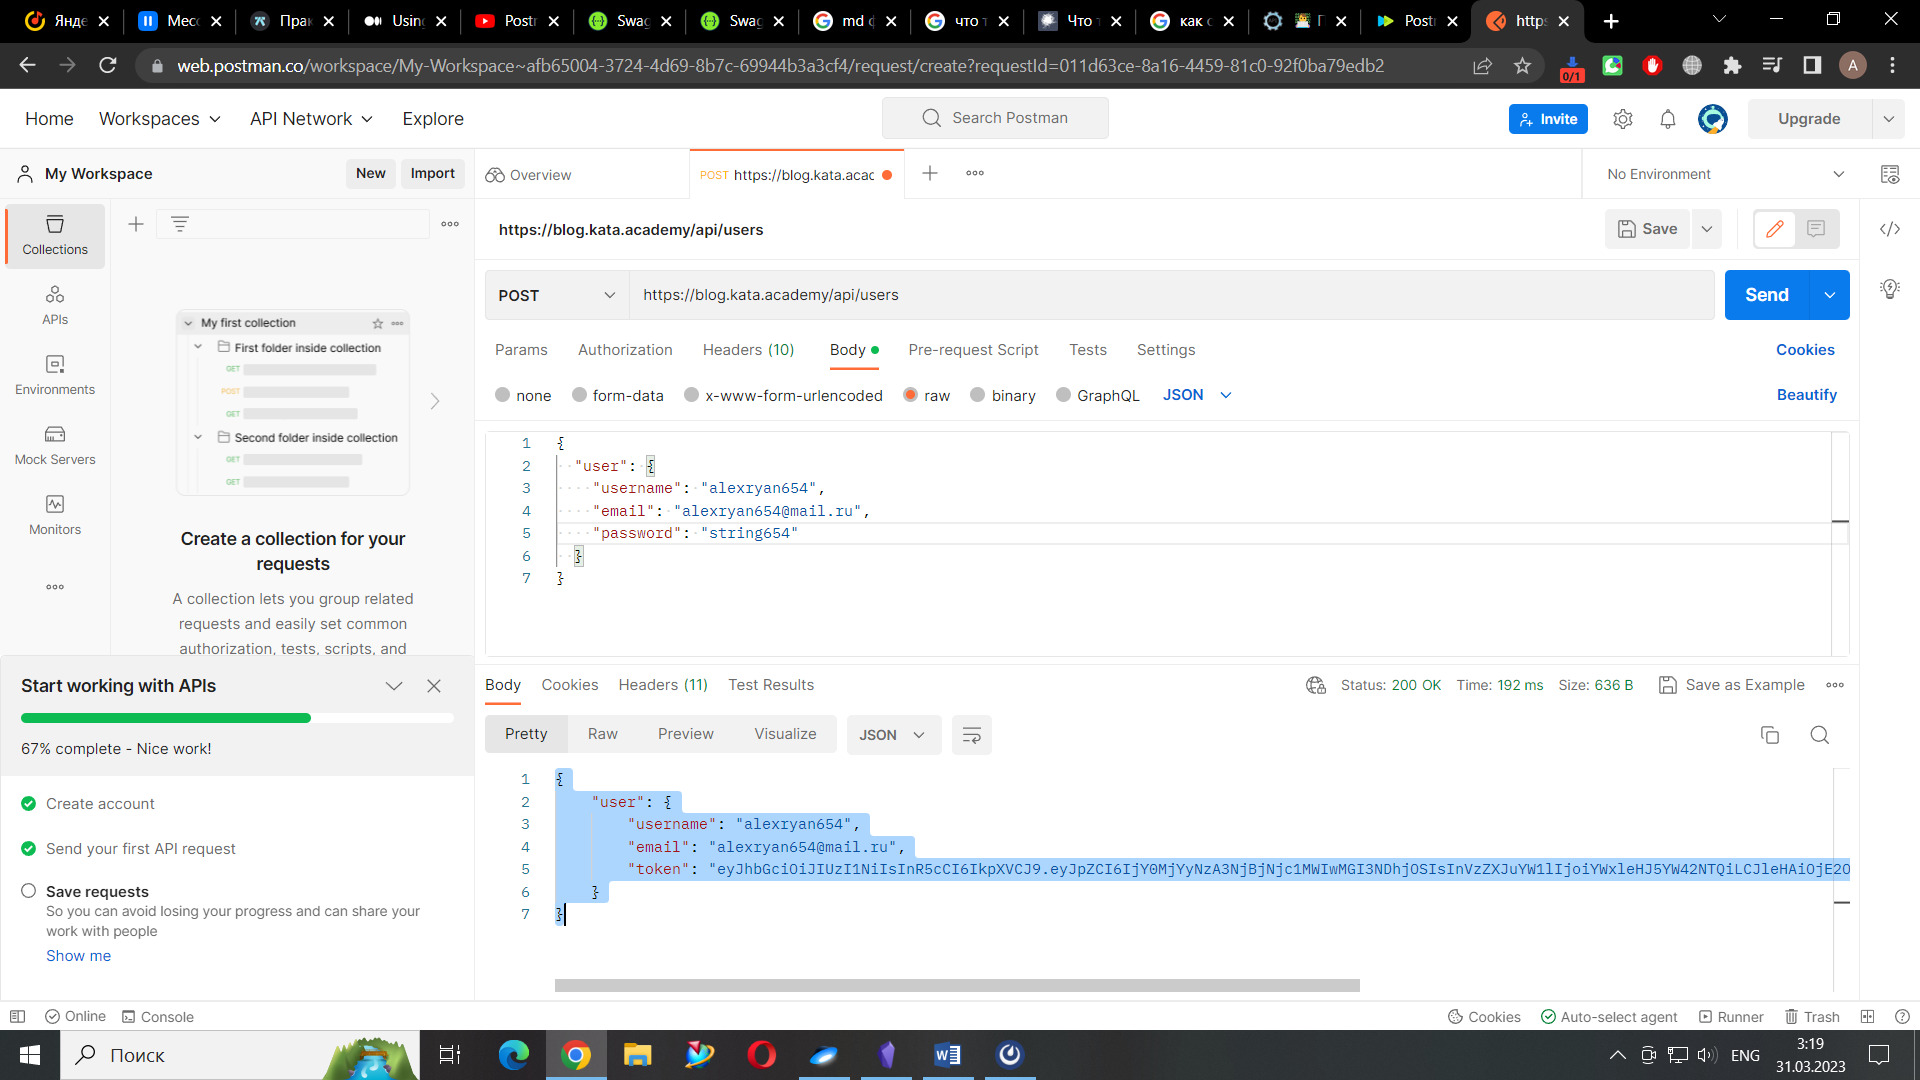 Яндe
Месс
Прак
Using
Postm
Swag
Swag
md ф
что т
Что т
как с
Г
Postm
https
web.postman.co/workspace/My-Workspace~afb65004-3724-4d69-8b7c-69944b3a3cf4/request/create?requestId=011d63ce-8a16-4459-81c0-92f0ba79edb2
0/1
A
Home
Workspaces
API Network
Explore
Search Postman
Invite
Upgrade
My Workspace
New
Import
Overview
POST https://blog.kata.acac
No Environment
Collections
APIs
Environments
Mock Servers
Monitors
My first collection
First folder inside collection
GET
POST
GET
Second folder inside collection
GET
GET
Create a collection for your
requests
A collection lets you group related
requests and easily set common
authorization, tests, scripts, and
https://blog.kata.academy/api/users
Save
POST
https://blog.kata.academy/api/users
Send
Params
Authorization
Headers (10)
Body
Pre-request Script
Tests
Settings
Cookies
none
form-data
x-www-form-urlencoded
raw
binary
GraphQL
JSON
Beautify
1 {
2 "user": {
3 "username": "alexryan654",
4 "email": "alexryan654@mail.ru",
5 "password": "string654"
6 }
7 }
Start working with APIs
67% complete - Nice work!
Create account
Send your first API request
Save requests
So you can avoid losing your progress and can share your
work with people
Show me
Body
Cookies
Headers (11)
Test Results
Status: 200 OK
Time: 192 ms
Size: 636 B
Save as Example
Pretty
Raw
Preview
Visualize
JSON
1 {
2 "user": {
3 "username": "alexryan654",
4 "email": "alexryan654@mail.ru",
5 "token": "eyJhbGciOiJIUzI1NiIsInR5cCI6IkpXVCJ9.eyJpZCI6IjY0MjYyNzA3NjBjNjc1MWIwMGI3NDhjOSIsInVzZXJuYW1lIjoiYWxleHJ5YW42NTQiLCJleHAiOjE2O
6 }
7 }
Online
Console
Cookies
Auto-select agent
Runner
Trash
Поиск
ENG
3:19
31.03.2023